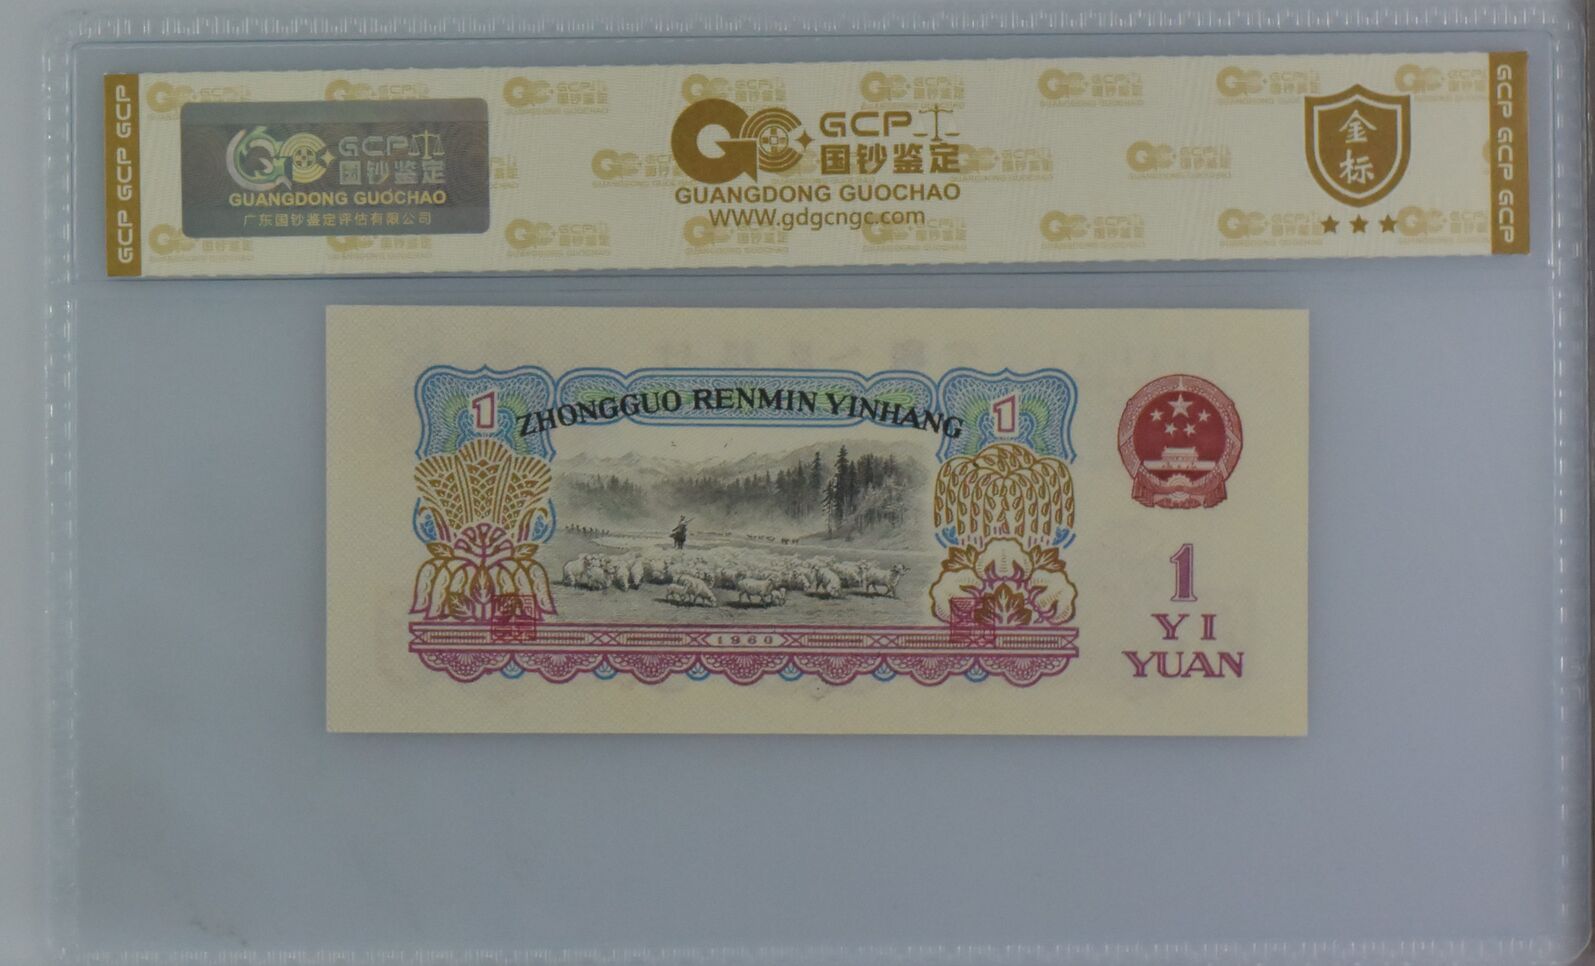 GCP GCP GCP
GCP
国钞鉴定
GUANGDONG GUOCHAO
广东国钞鉴定评估有限公司
GCP
国钞鉴定
GUANGDONG GUOCHAO
WWW.gdgcngc.com
金标
GCP GCP GCP
1
ZHONGGUO RENMIN YINHANG
1
1960
1
YI
YUAN